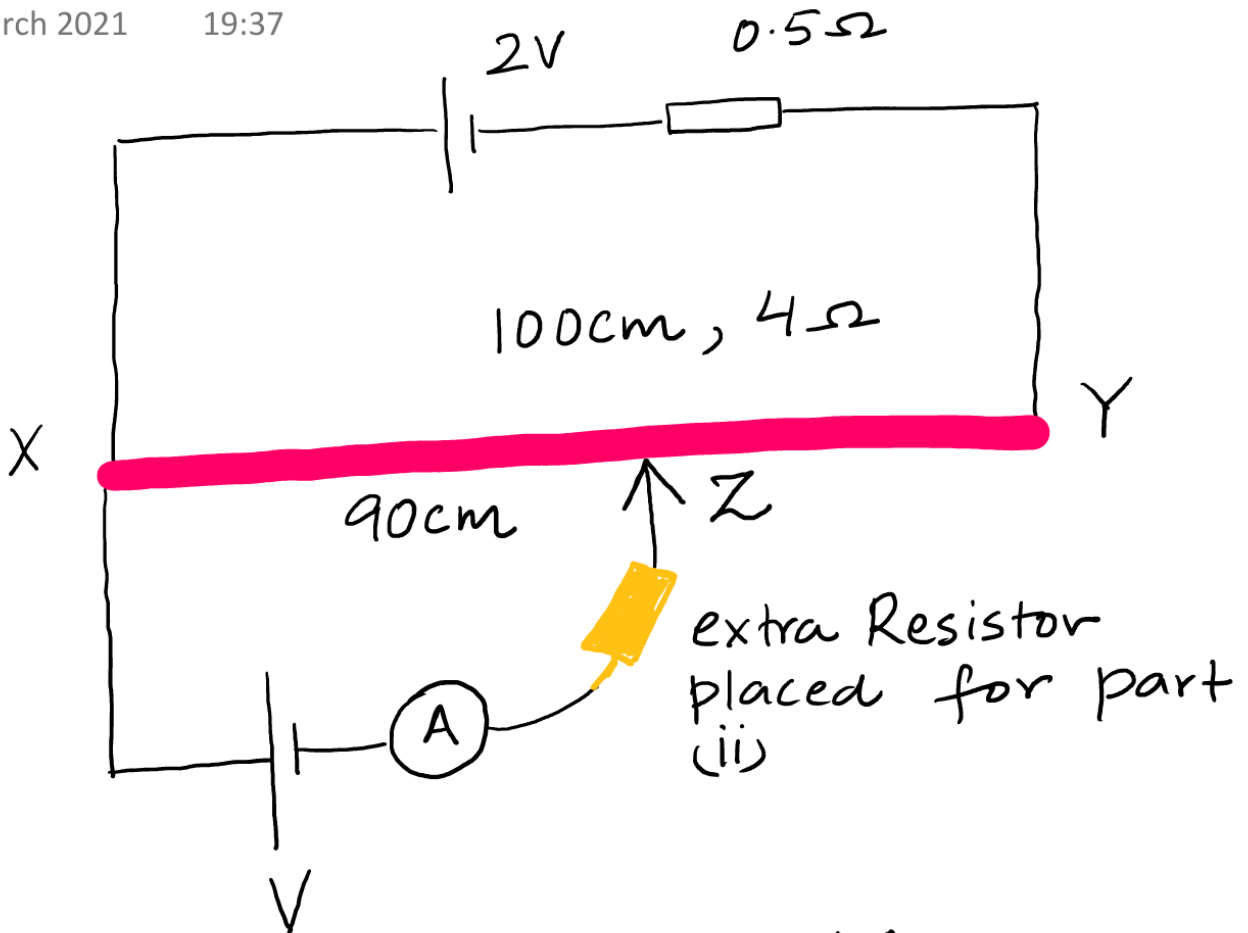 rch 2021 19:37
2V
0.5Ω
100cm, 4Ω
X
Y
90cm
Z
extra Resistor
placed for part
(ii)
A
V